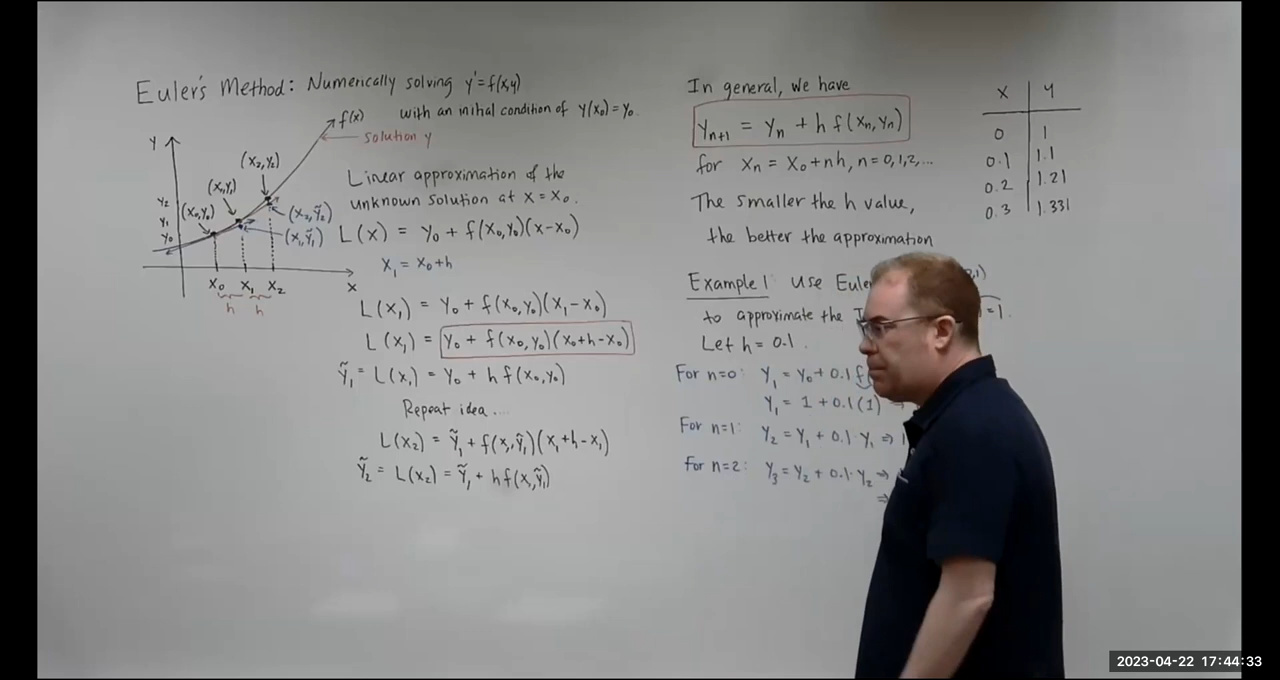 Euler's Method: Numerically solving y'=f(x,y)
with an initial condition of y(x₀)=y₀.
f(x)
solution y
Y
(x₂,y₂)
(x₁,y₁)
(x₀,y₀)
(x₂,ỹ₂)
(x₁,ỹ₁)
y₂
y₁
y₀
x₀ x₁ x₂ x
h h
Linear approximation of the
unknown solution at x=x₀.
L(x) = y₀ + f(x₀,y₀)(x-x₀)
x₁ = x₀+h
L(x₁) = y₀ + f(x₀,y₀)(x₁-x₀)
L(x₁) = y₀ + f(x₀,y₀)(x₀+h-x₀)
ỹ₁ = L(x₁) = y₀ + h f(x₀,y₀)
Repeat idea....
L(x₂) = ỹ₁ + f(x₁,ỹ₁)(x₁+h-x₁)
ỹ₂ = L(x₂) = ỹ₁ + h f(x₁,ỹ₁)
In general, we have
yₙ₊₁ = yₙ + h f(xₙ,yₙ)
for xₙ = x₀+nh, n=0,1,2,...
The smaller the h value,
the better the approximation
Example 1 Use
to approximate the =1.
Let h = 0.1.
For n=0: y₁ = y₀ + 0.1
y₁ = 1 + 0.1(1)
For n=1: y₂ = y₁ + 0.1·y₁ ⇒
For n=2: y₃ = y₂ + 0.1·y₂ ⇒
⇒
x y
0 1
0.1 1.1
0.2 1.21
0.3 1.331
2023-04-22 17:44:33